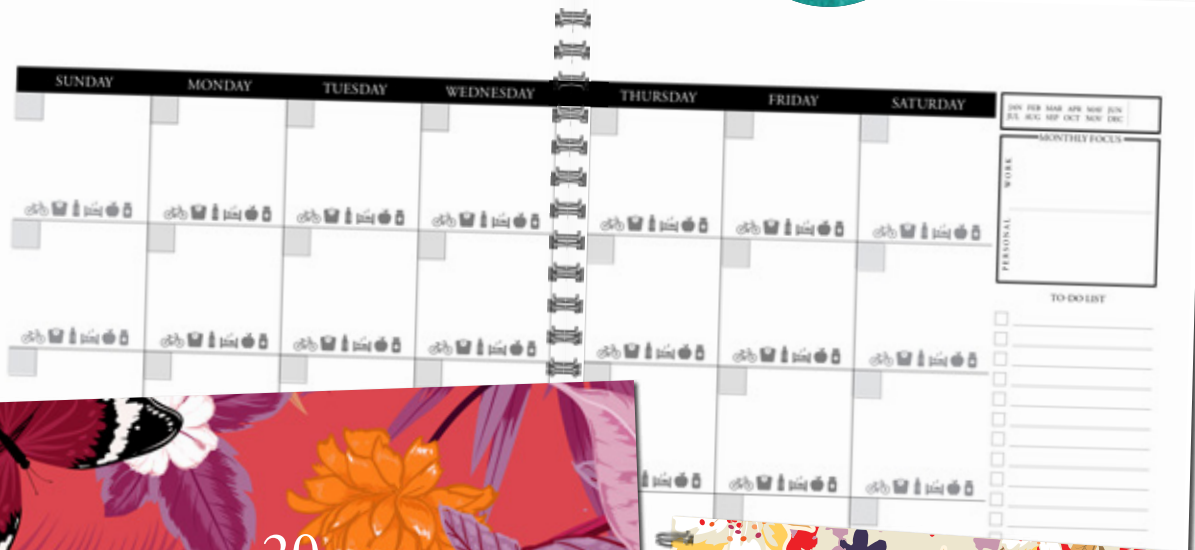 SUNDAY MONDAY TUESDAY WEDNESDAY THURSDAY FRIDAY SATURDAY
JAN FEB MAR APR MAY JUN
JUL AUG SEP OCT NOV DEC
MONTHLY FOCUS
WORK
PERSONAL
TO DO LIST
20